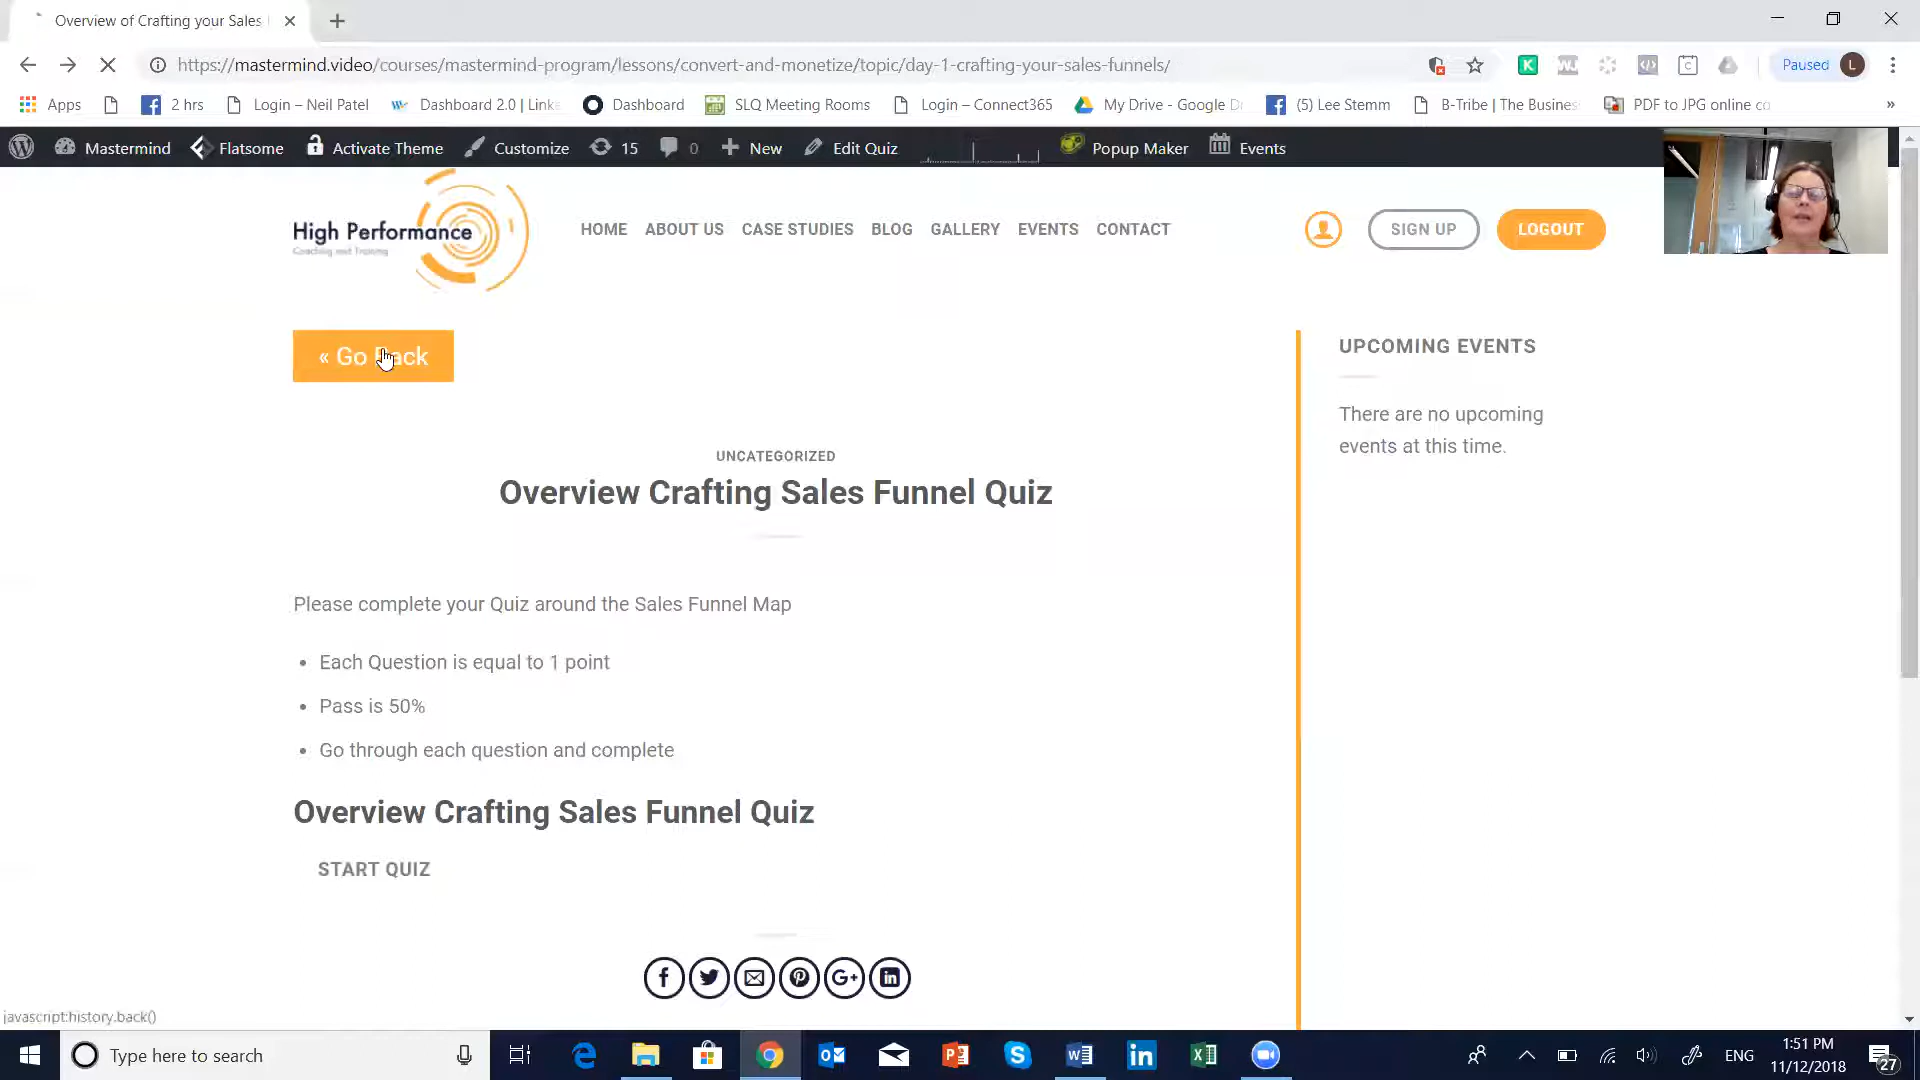 Overview of Crafting your Sales
https://mastermind.video/courses/mastermind-program/lessons/convert-and-monetize/topic/day-1-crafting-your-sales-funnels/
Paused L
Apps 2 hrs Login – Neil Patel Dashboard 2.0 | Linke Dashboard SLQ Meeting Rooms Login – Connect365 My Drive - Google Dr (5) Lee Stemm B-Tribe | The Busines PDF to JPG online co »
Mastermind Flatsome Activate Theme Customize 15 0 New Edit Quiz Popup Maker Events
High Performance
Coaching and Training
HOME ABOUT US CASE STUDIES BLOG GALLERY EVENTS CONTACT
SIGN UP LOGOUT
« Go Back
UPCOMING EVENTS
There are no upcoming
events at this time.
UNCATEGORIZED
Overview Crafting Sales Funnel Quiz
Please complete your Quiz around the Sales Funnel Map
• Each Question is equal to 1 point
• Pass is 50%
• Go through each question and complete
Overview Crafting Sales Funnel Quiz
START QUIZ
javascript:history.back()
Type here to search
ENG
1:51 PM
11/12/2018
27